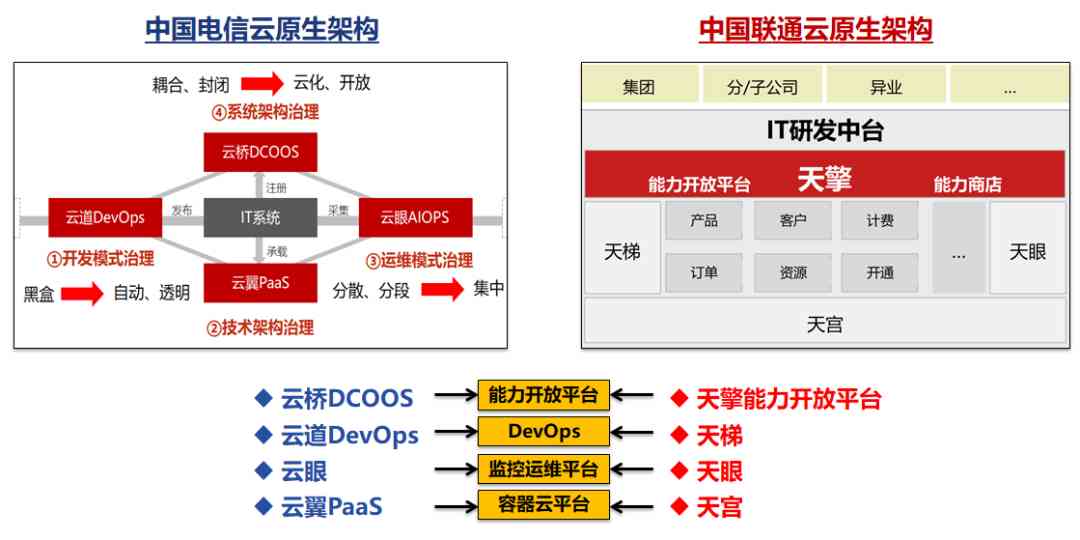 中国电信云原生架构
耦合、封闭 云化、开放
④系统架构治理
云桥DCOOS
注册
云道DevOps 发布 IT系统 采集 云眼AIOPS
承载
①开发模式治理 云翼PaaS ③运维模式治理
黑盒 自动、透明 分散、分段 集中
②技术架构治理
中国联通云原生架构
集团 分/子公司 异业 ...
IT研发中台
能力开放平台 天擎 能力商店
天梯 产品 客户 计费 ... 天眼
订单 资源 开通
天宫
◆ 云桥DCOOS 能力开放平台 ◆ 天擎能力开放平台
◆ 云道DevOps DevOps ◆ 天梯
◆ 云眼 监控运维平台 ◆ 天眼
◆ 云翼PaaS 容器云平台 ◆ 天宫